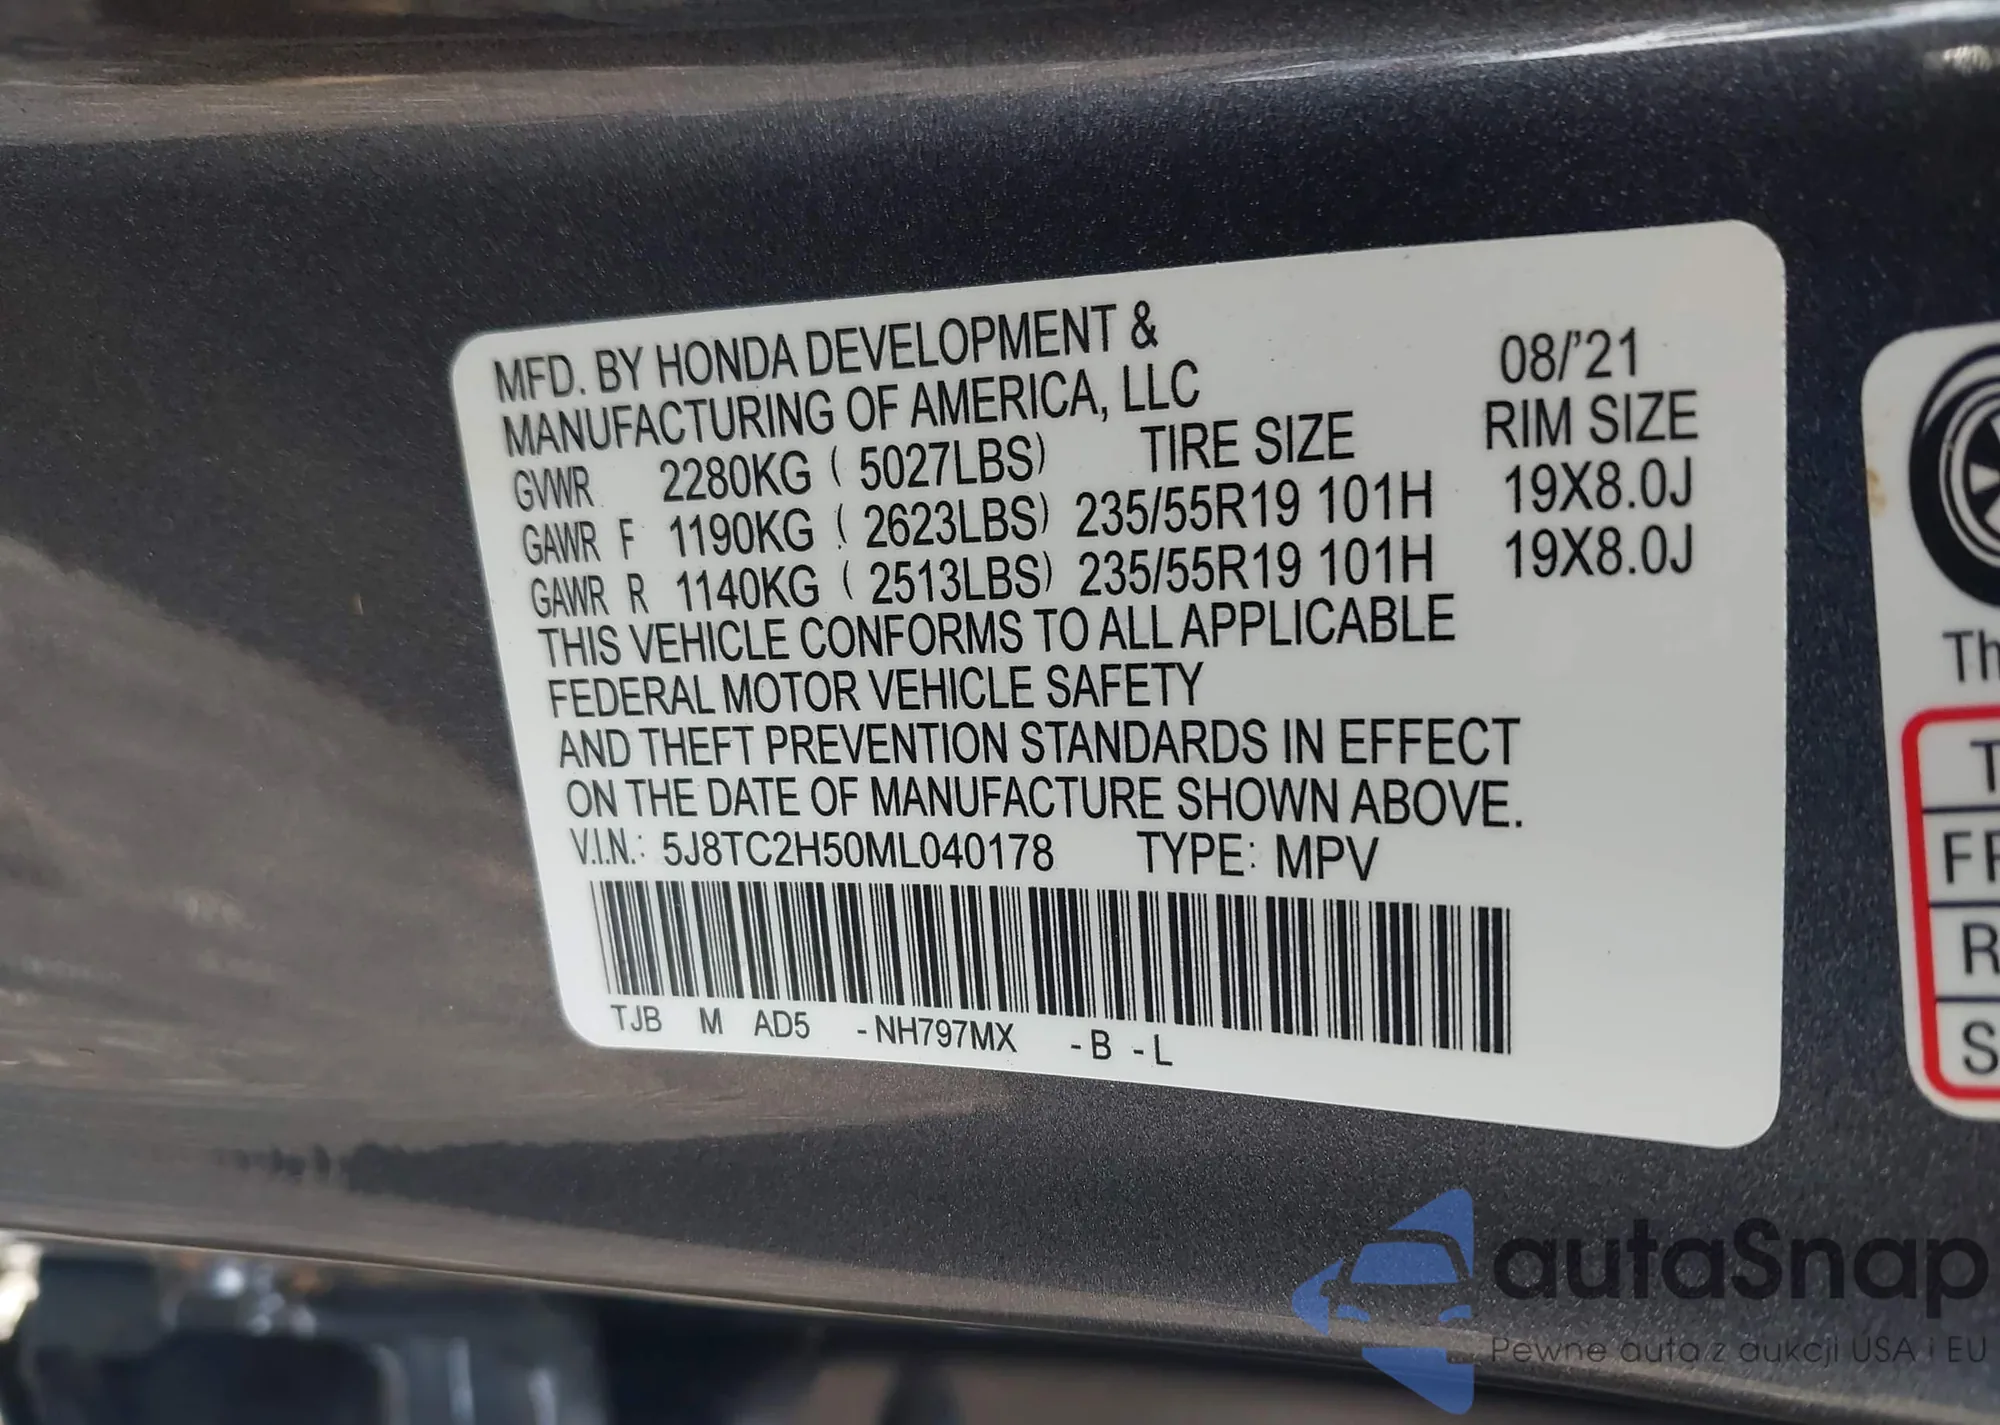 MFD. BY HONDA DEVELOPMENT &
MANUFACTURING OF AMERICA, LLC 08/'21
GVWR 2280KG ( 5027LBS) TIRE SIZE RIM SIZE
GAWR F 1190KG ( 2623LBS) 235/55R19 101H 19X8.0J
GAWR R 1140KG ( 2513LBS) 235/55R19 101H 19X8.0J
THIS VEHICLE CONFORMS TO ALL APPLICABLE
FEDERAL MOTOR VEHICLE SAFETY
AND THEFT PREVENTION STANDARDS IN EFFECT
ON THE DATE OF MANUFACTURE SHOWN ABOVE.
V.I.N.: 5J8TC2H50ML040178 TYPE: MPV
TJB M AD5 -NH797MX -B -L
autaSnap
Pewne auta z aukcji USA i EU